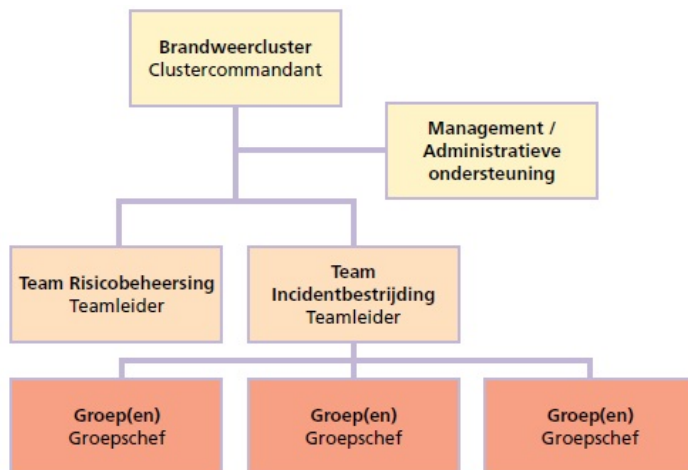 Brandweercluster
Clustercommandant
Management /
Administratieve
ondersteuning
Team Risicobeheersing
Teamleider
Team
Incidentbestrijding
Teamleider
Groep(en)
Groepschef
Groep(en)
Groepschef
Groep(en)
Groepschef